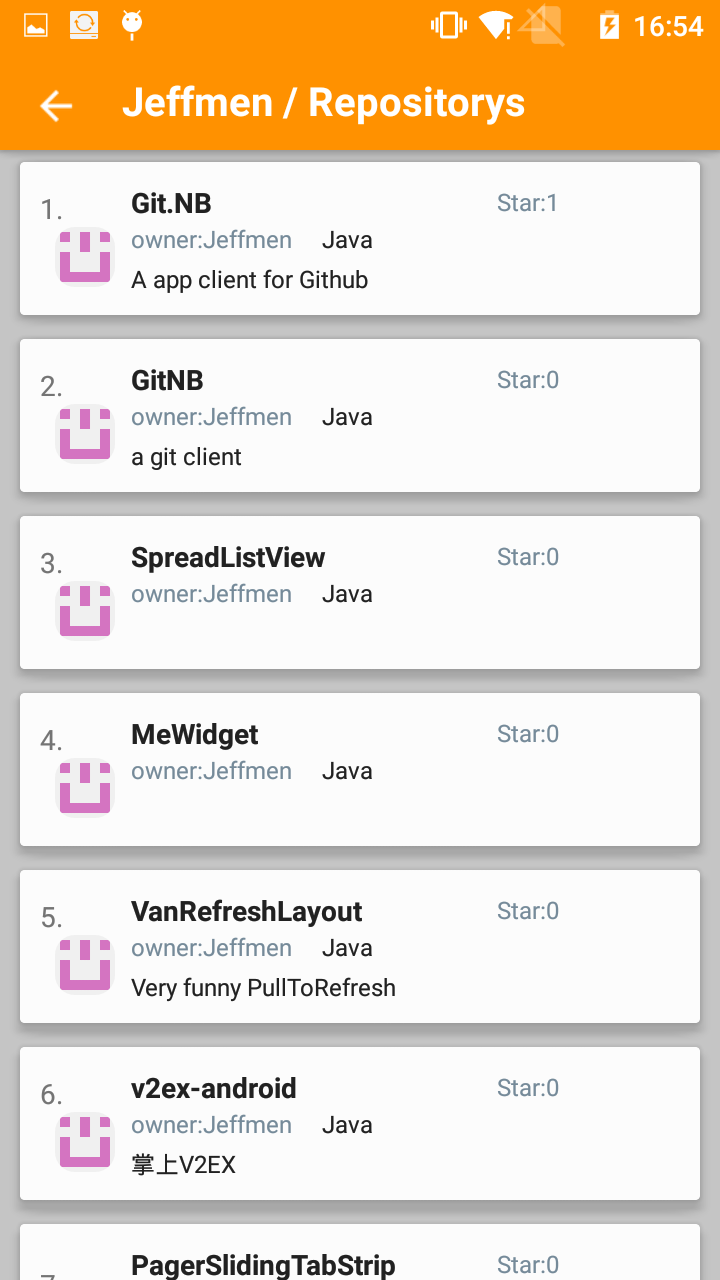 16:54
Jeffmen / Repositorys
1. Git.NB Star:1
owner:Jeffmen Java
A app client for Github
2. GitNB Star:0
owner:Jeffmen Java
a git client
3. SpreadListView Star:0
owner:Jeffmen Java
4. MeWidget Star:0
owner:Jeffmen Java
5. VanRefreshLayout Star:0
owner:Jeffmen Java
Very funny PullToRefresh
6. v2ex-android Star:0
owner:Jeffmen Java
掌上V2EX
PagerSlidingTabStrip Star:0